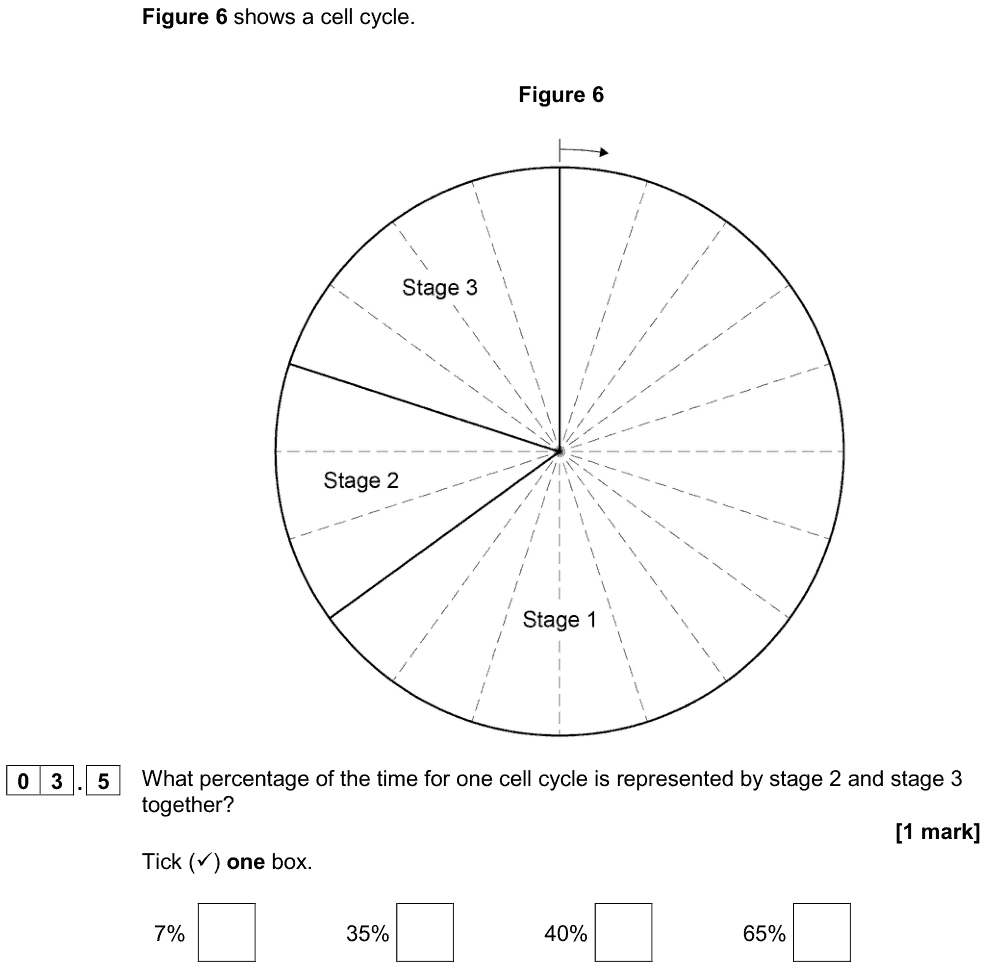 Figure 6 shows a cell cycle.
Figure 6
Stage 3
Stage 2
Stage 1
0 3 . 5 What percentage of the time for one cell cycle is represented by stage 2 and stage 3
together?
[1 mark]
Tick (✓) one box.
7% 35% 40% 65%